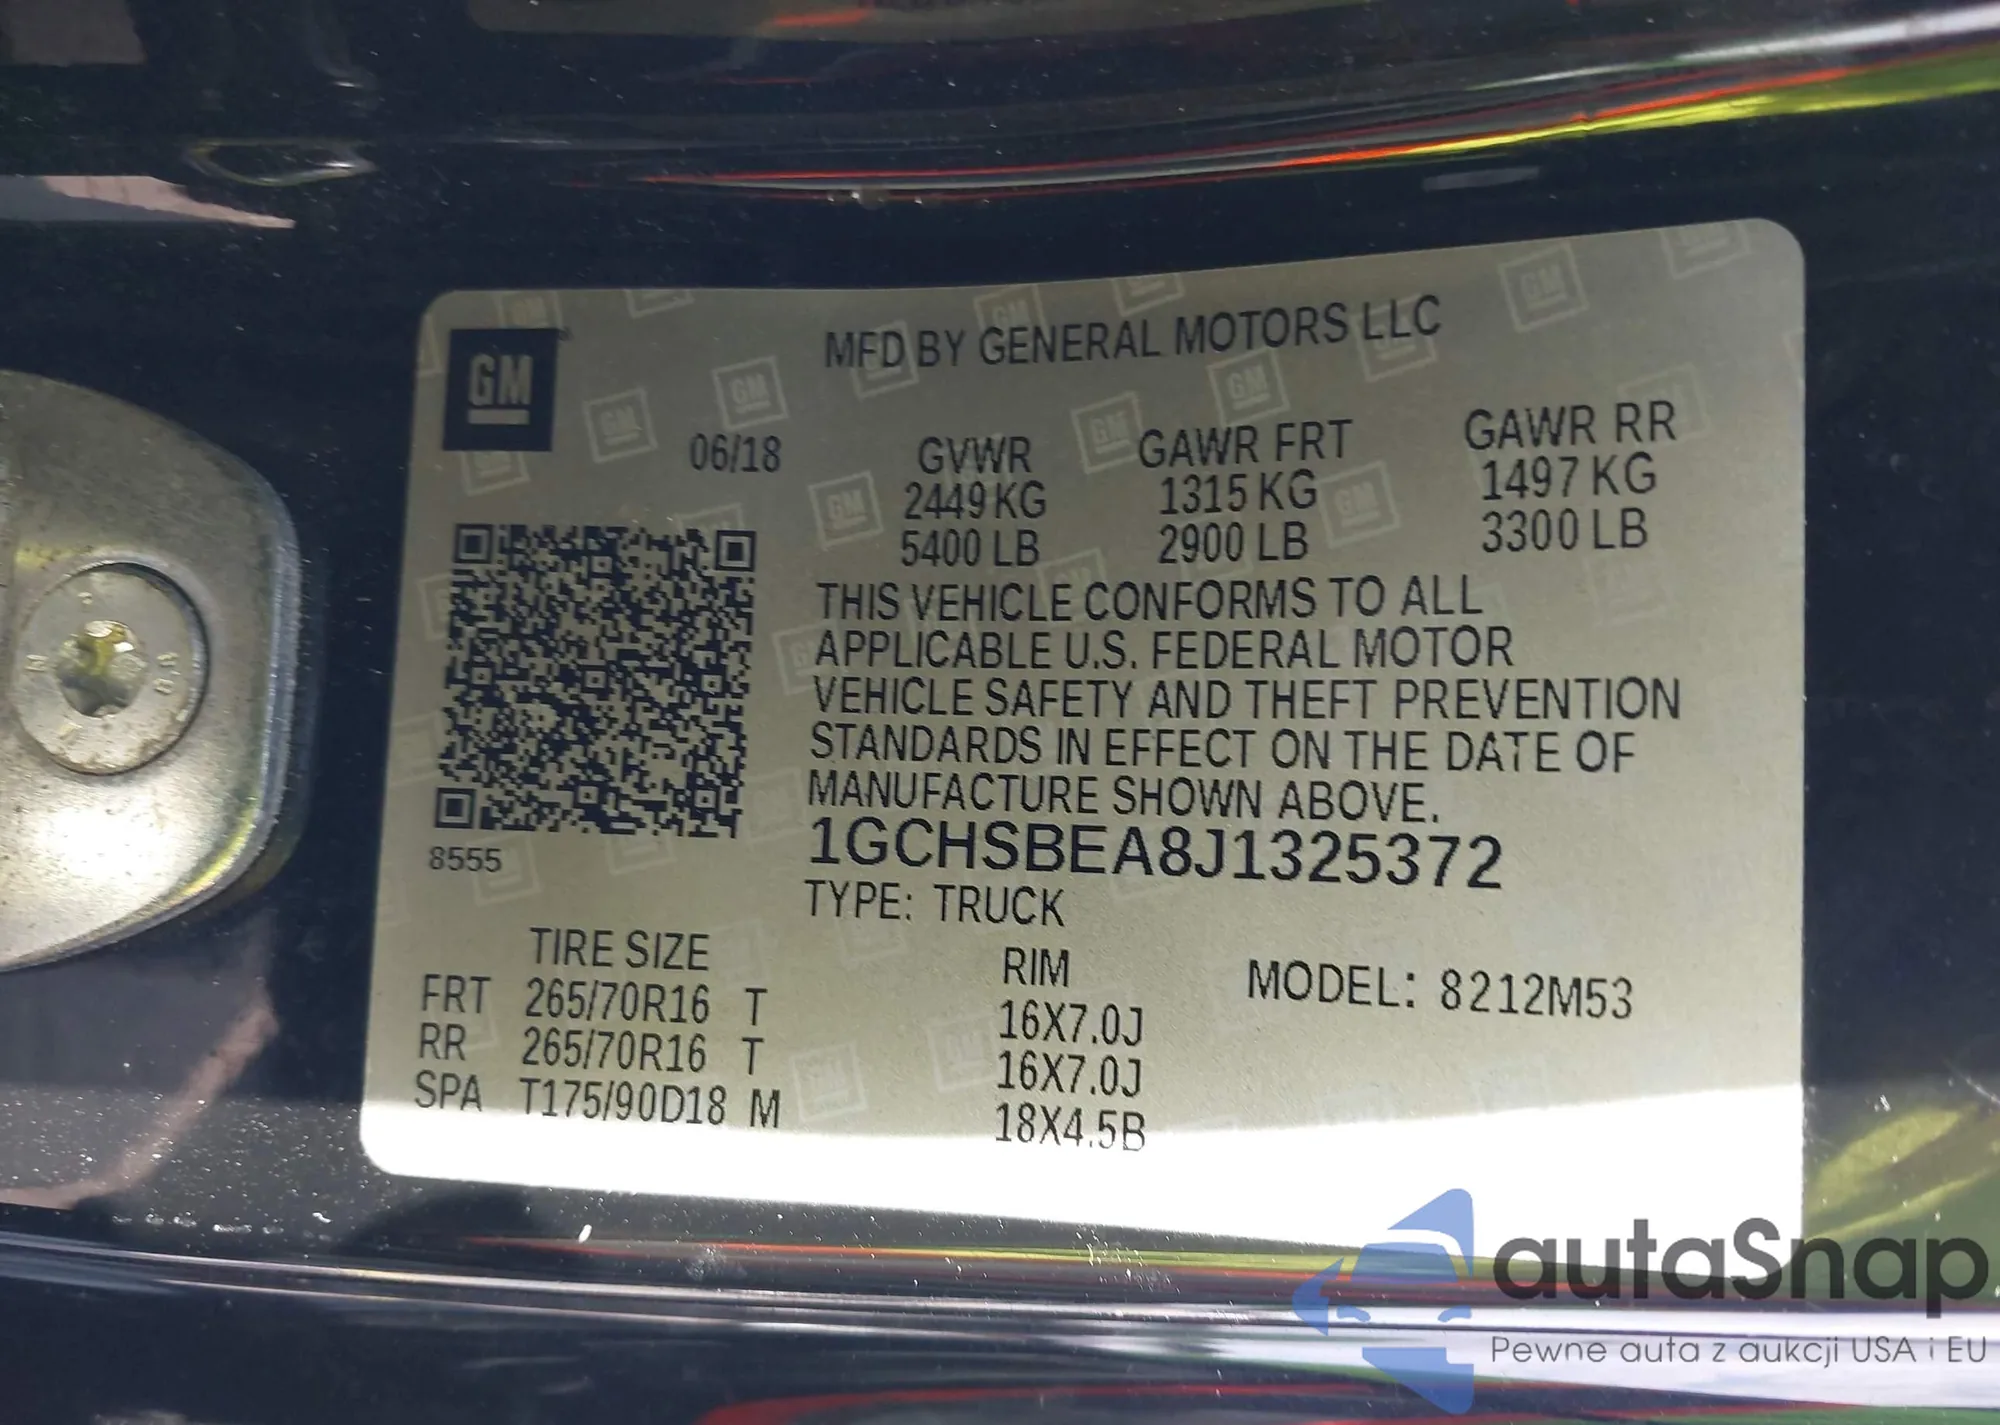 GM
MFD BY GENERAL MOTORS LLC
06/18 GVWR GAWR FRT GAWR RR
2449 KG 1315 KG 1497 KG
5400 LB 2900 LB 3300 LB
THIS VEHICLE CONFORMS TO ALL
APPLICABLE U.S. FEDERAL MOTOR
VEHICLE SAFETY AND THEFT PREVENTION
STANDARDS IN EFFECT ON THE DATE OF
MANUFACTURE SHOWN ABOVE.
8555
1GCHSBEA8J1325372
TYPE: TRUCK
TIRE SIZE RIM MODEL: 8212M53
FRT 265/70R16 T 16X7.0J
RR 265/70R16 T 16X7.0J
SPA T175/90D18 M 18X4.5B
autaSnap
Pewne auta z aukcji USA i EU